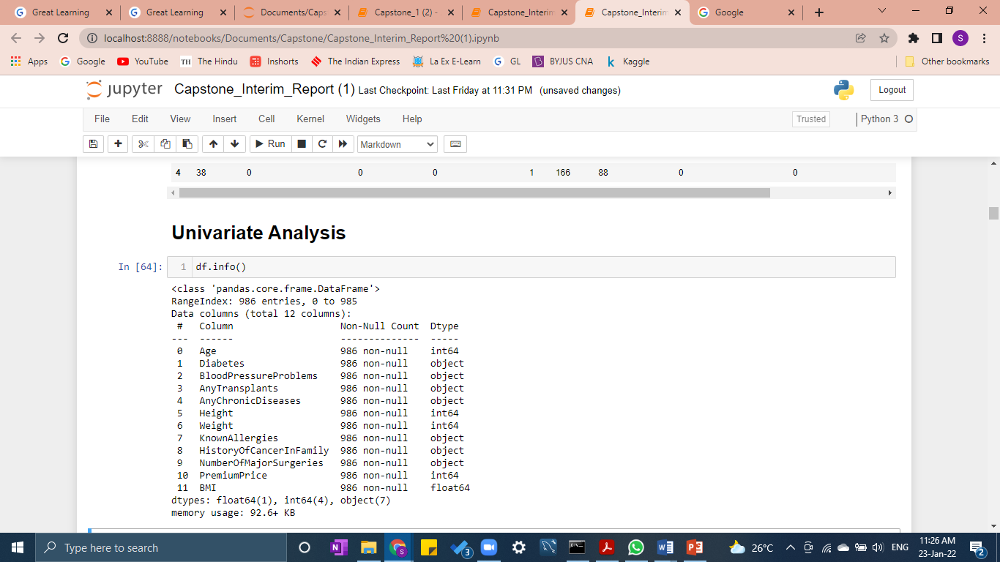 Great Learning
Great Learning
Documents/Caps
Capstone_1 (2) -
Capstone_Interim
Capstone_Interim
Google
localhost:8888/notebooks/Documents/Capstone/Capstone_Interim_Report%20(1).ipynb
S
Apps Google YouTube TH The Hindu Inshorts The Indian Express La Ex E-Learn GL BYJUS CNA Kaggle Other bookmarks
jupyter Capstone_Interim_Report (1) Last Checkpoint: Last Friday at 11:31 PM (unsaved changes) Logout
File Edit View Insert Cell Kernel Widgets Help Trusted Python 3
Run Markdown
4 38 0 0 0 1 166 88 0 0
Univariate Analysis
In [64]: 1 df.info()
<class 'pandas.core.frame.DataFrame'>
RangeIndex: 986 entries, 0 to 985
Data columns (total 12 columns):
# Column Non-Null Count Dtype
--- ------ -------------- -----
0 Age 986 non-null int64
1 Diabetes 986 non-null object
2 BloodPressureProblems 986 non-null object
3 AnyTransplants 986 non-null object
4 AnyChronicDiseases 986 non-null object
5 Height 986 non-null int64
6 Weight 986 non-null int64
7 KnownAllergies 986 non-null object
8 HistoryOfCancerInFamily 986 non-null object
9 NumberOfMajorSurgeries 986 non-null object
10 PremiumPrice 986 non-null int64
11 BMI 986 non-null float64
dtypes: float64(1), int64(4), object(7)
memory usage: 92.6+ KB
Type here to search
3
26°C
ENG
11:26 AM
23-Jan-22
2